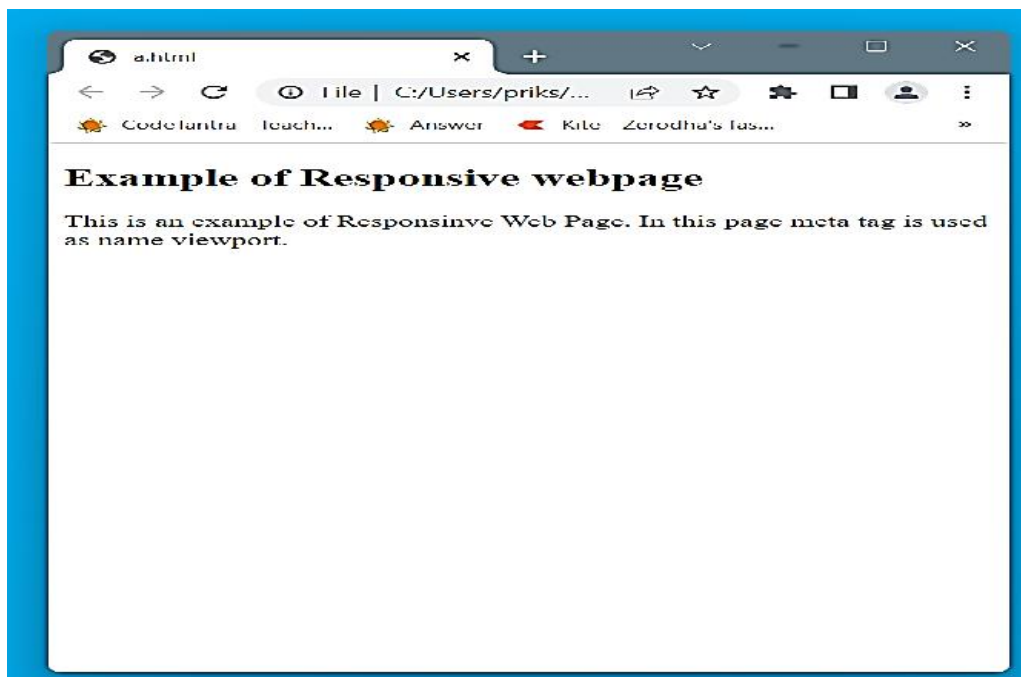 a.html
File | C:/Users/priks/...
CodeTantra Teach... Answer Kite Zerodha's fas... »
Example of Responsive webpage
This is an example of Responsinve Web Page. In this page meta tag is used
as name viewport.